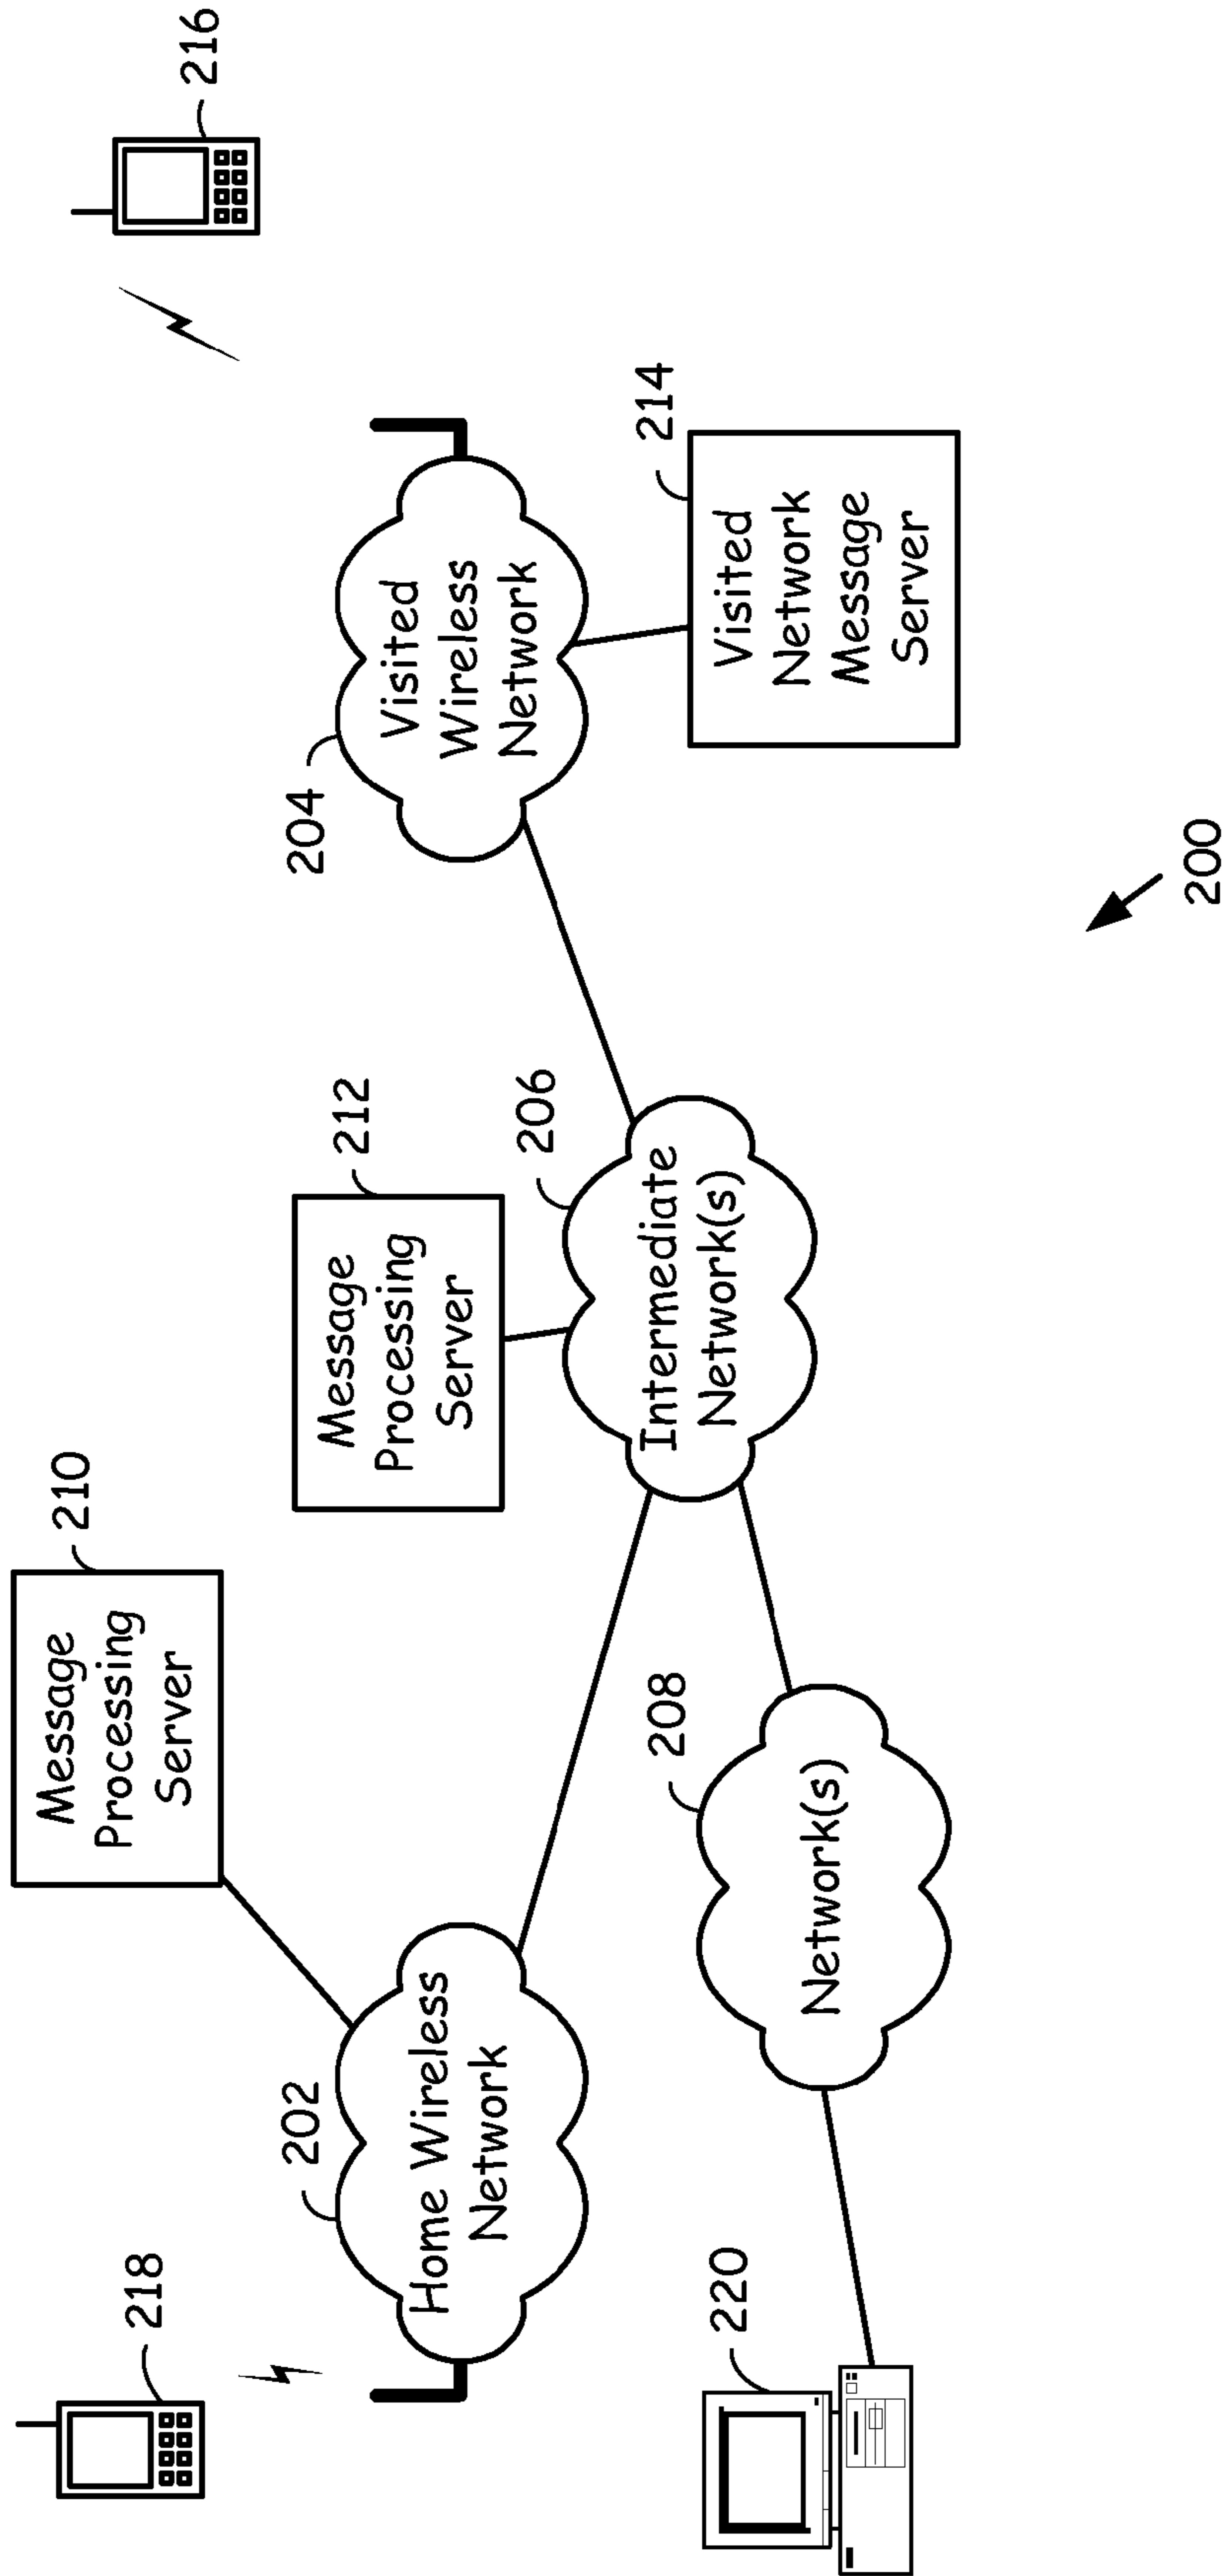 218
202
Home Wireless
Network
210
Message
Processing
Server
212
Message
Processing
Server
206
Intermediate
Network(s)
204
Visited
Wireless
Network
216
214
Visited
Network
Message
Server
208
Network(s)
220
200